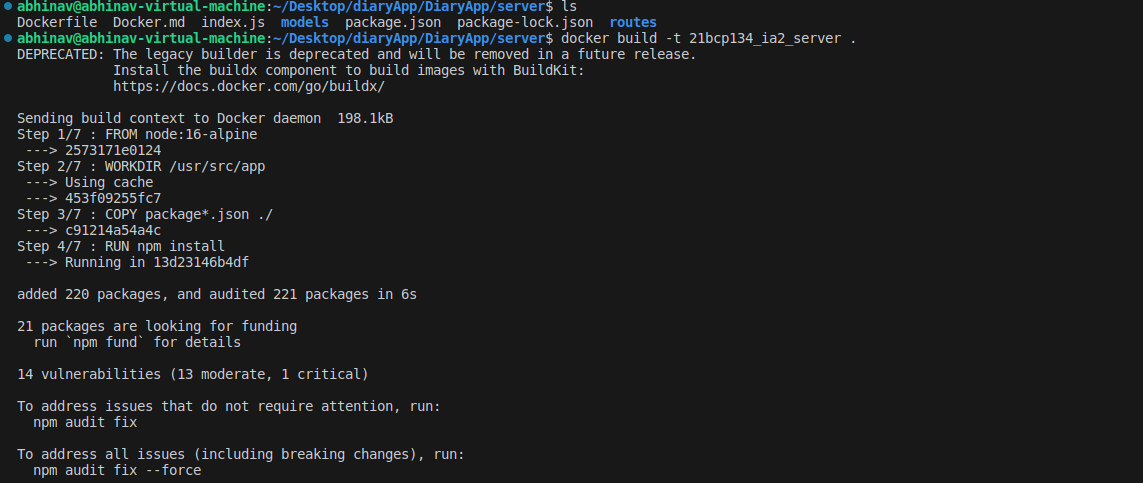 abhinav@abhinav-virtual-machine:~/Desktop/diaryApp/DiaryApp/server$ ls
Dockerfile  Docker.md  index.js  models  package.json  package-lock.json  routes
abhinav@abhinav-virtual-machine:~/Desktop/diaryApp/DiaryApp/server$ docker build -t 21bcp134_ia2_server .
DEPRECATED: The legacy builder is deprecated and will be removed in a future release.
            Install the buildx component to build images with BuildKit:
            https://docs.docker.com/go/buildx/

Sending build context to Docker daemon  198.1kB
Step 1/7 : FROM node:16-alpine
 ---> 2573171e0124
Step 2/7 : WORKDIR /usr/src/app
 ---> Using cache
 ---> 453f09255fc7
Step 3/7 : COPY package*.json ./
 ---> c91214a54a4c
Step 4/7 : RUN npm install
 ---> Running in 13d23146b4df

added 220 packages, and audited 221 packages in 6s

21 packages are looking for funding
  run `npm fund` for details

14 vulnerabilities (13 moderate, 1 critical)

To address issues that do not require attention, run:
  npm audit fix

To address all issues (including breaking changes), run:
  npm audit fix --force